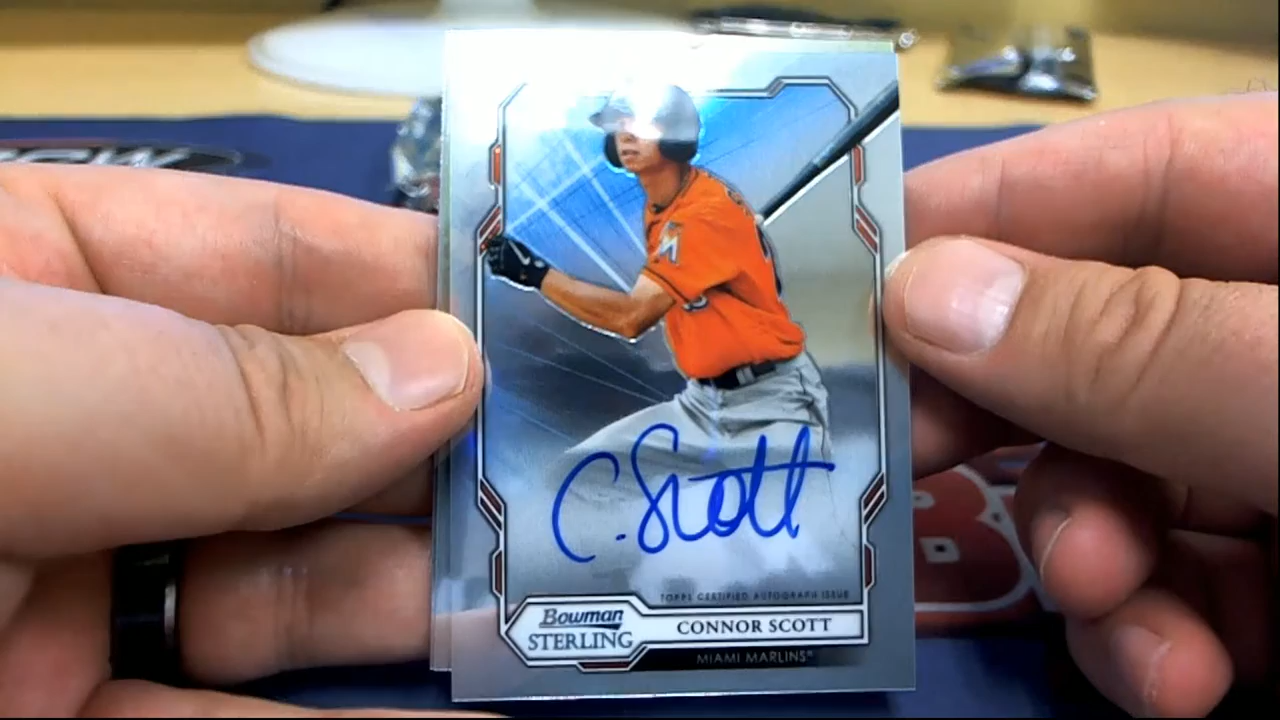 M
C. Scott
TOPPS CERTIFIED AUTOGRAPH ISSUE
Bowman
STERLING
CONNOR SCOTT
MIAMI MARLINS®